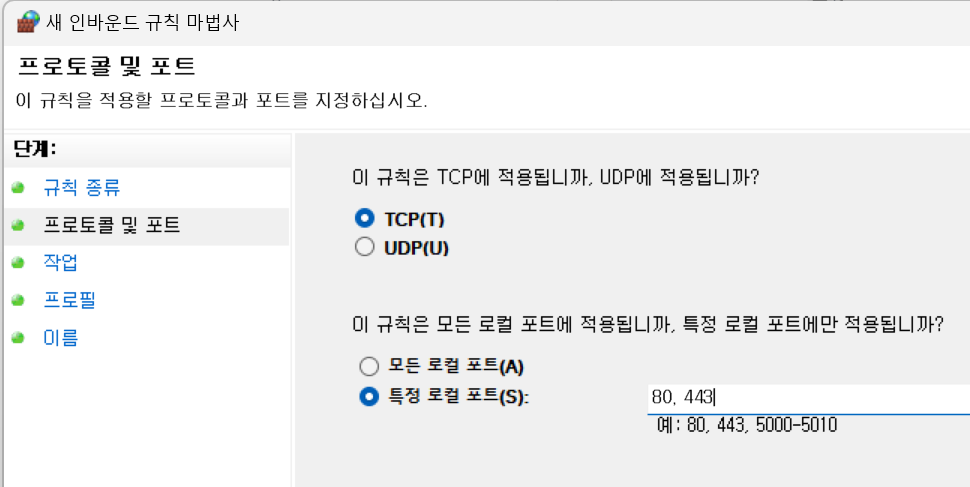 새 인바운드 규칙 마법사
프로토콜 및 포트
이 규칙을 적용할 프로토콜과 포트를 지정하십시오.
단계:
규칙 종류
프로토콜 및 포트
작업
프로필
이름
이 규칙은 TCP에 적용됩니까, UDP에 적용됩니까?
TCP(T)
UDP(U)
이 규칙은 모든 로컬 포트에 적용됩니까, 특정 로컬 포트에만 적용됩니까?
모든 로컬 포트(A)
특정 로컬 포트(S):
80, 443
예: 80, 443, 5000-5010